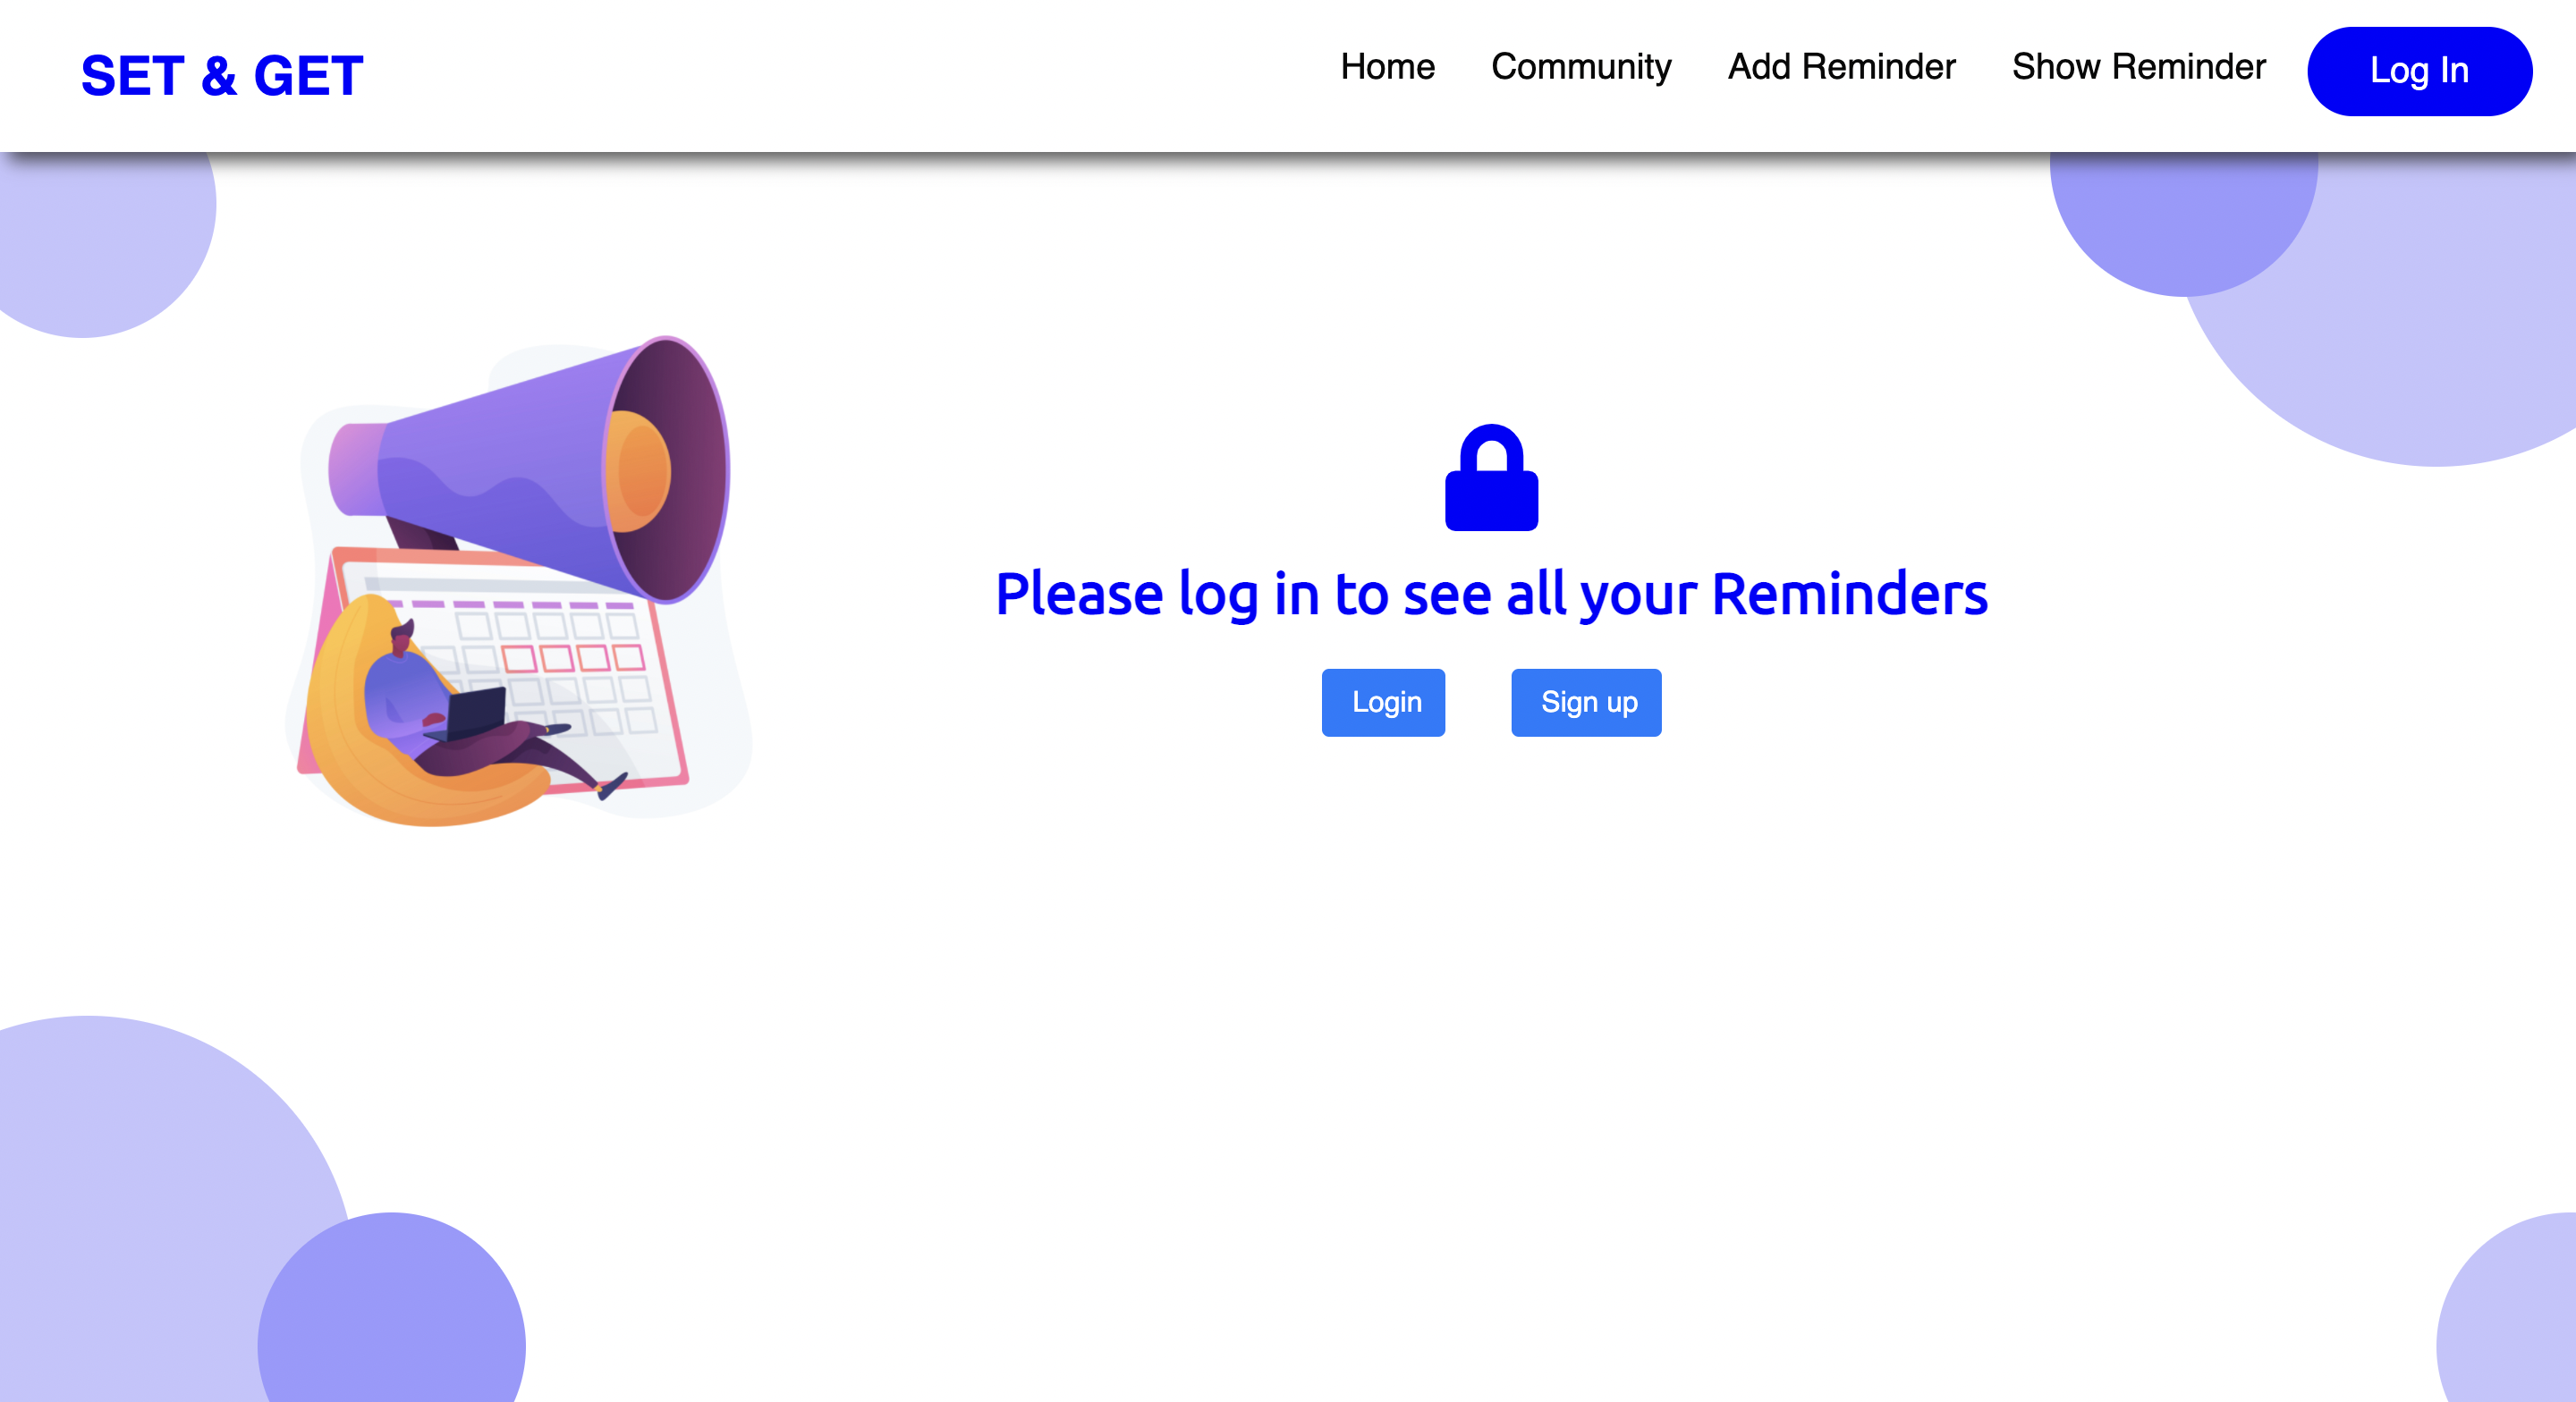 SET & GET
Home Community Add Reminder Show Reminder Log In
Please log in to see all your Reminders
Login Sign up